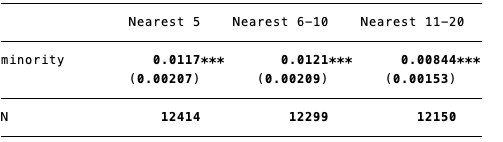 Nearest 5 Nearest 6-10 Nearest 11-20
minority 0.0117*** 0.0121*** 0.00844***
(0.00207) (0.00209) (0.00153)
N 12414 12299 12150